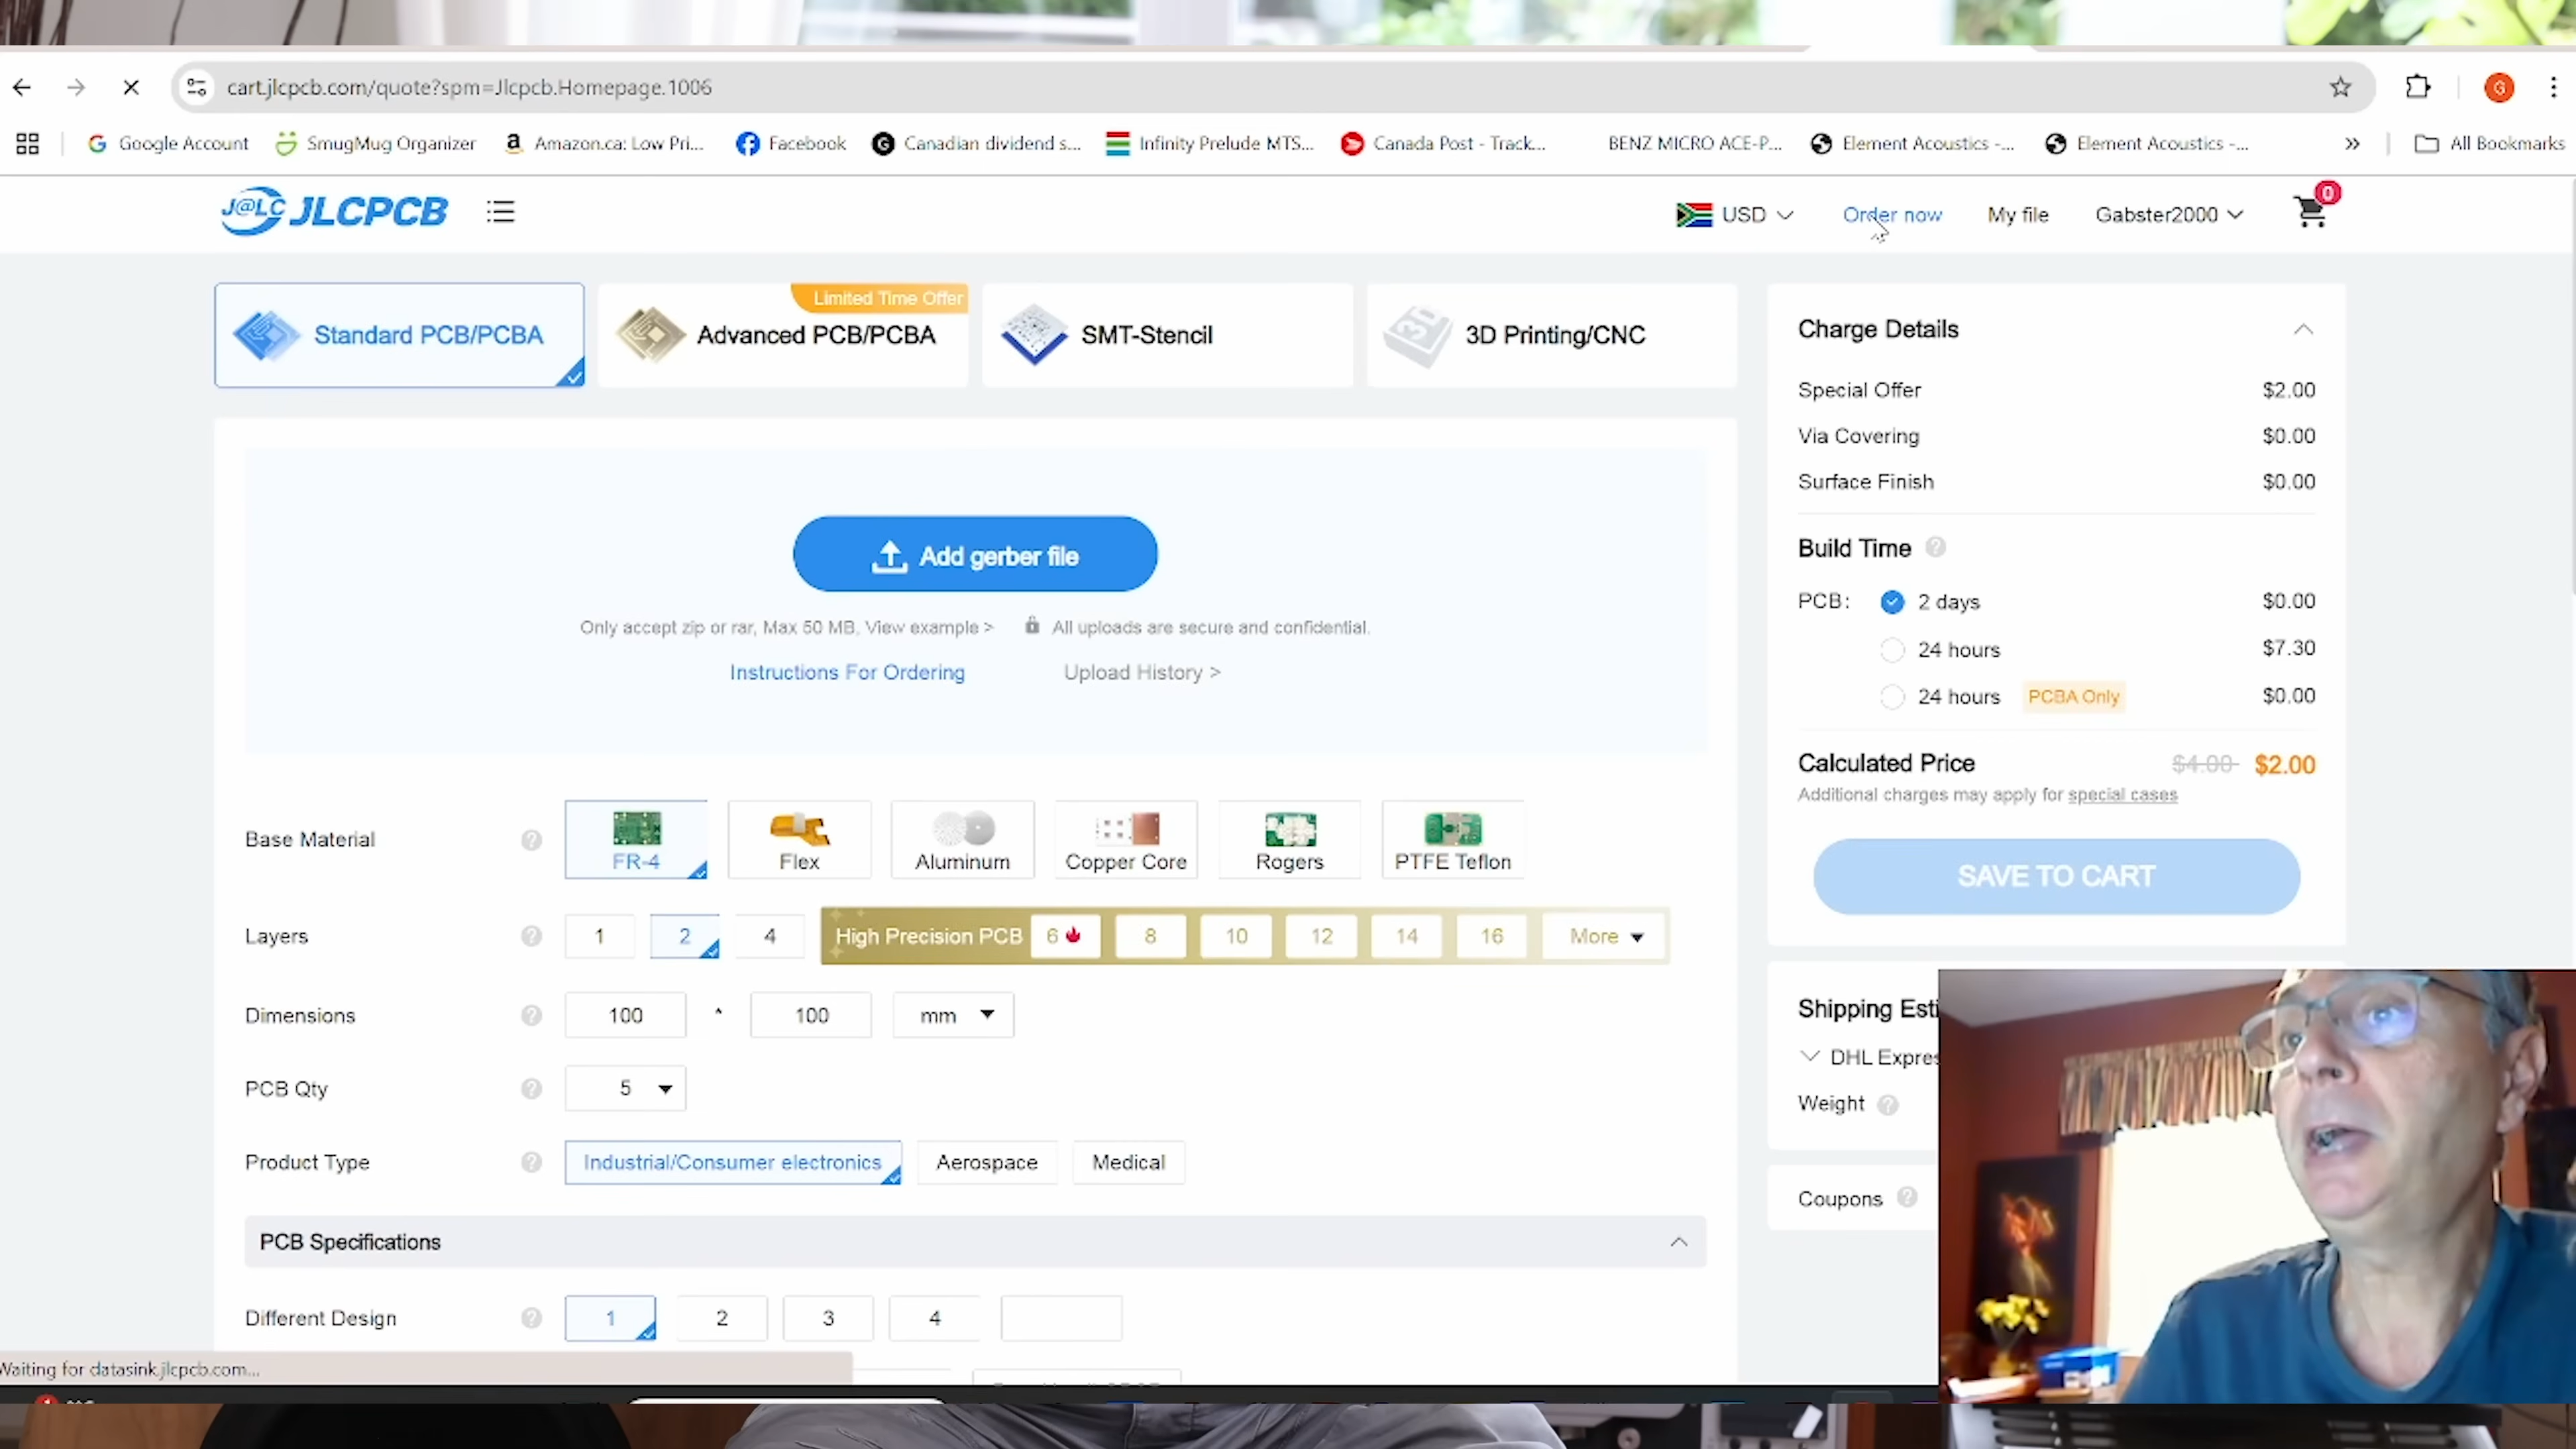 cart.jlcpcb.com/quote?spm=Jlcpcb.Homepage.1006
Google Account SmugMug Organizer Amazon.ca: Low Pri... Facebook Canadian dividend s... Infinity Prelude MTS... Canada Post - Track... BENZ MICRO ACE-P... Element Acoustics -... Element Acoustics -... » All Bookmarks
J@LC JLCPCB USD Order now My file Gabster2000 0
Standard PCB/PCBA
Limited Time Offer
Advanced PCB/PCBA
SMT-Stencil
3D Printing/CNC
Add gerber file
Only accept zip or rar, Max 50 MB, View example > All uploads are secure and confidential.
Instructions For Ordering Upload History >
Base Material FR-4 Flex Aluminum Copper Core Rogers PTFE Teflon
Layers 1 2 4 High Precision PCB 6 8 10 12 14 16 More
Dimensions 100 * 100 mm
PCB Qty 5
Product Type Industrial/Consumer electronics Aerospace Medical
PCB Specifications
Different Design 1 2 3 4
Charge Details
Special Offer $2.00
Via Covering $0.00
Surface Finish $0.00
Build Time
PCB: 2 days $0.00
24 hours $7.30
24 hours PCBA Only $0.00
Calculated Price $4.00 $2.00
Additional charges may apply for special cases
SAVE TO CART
Shipping Esti
DHL Expres
Weight
Coupons
Waiting for datasink.jlcpcb.com...